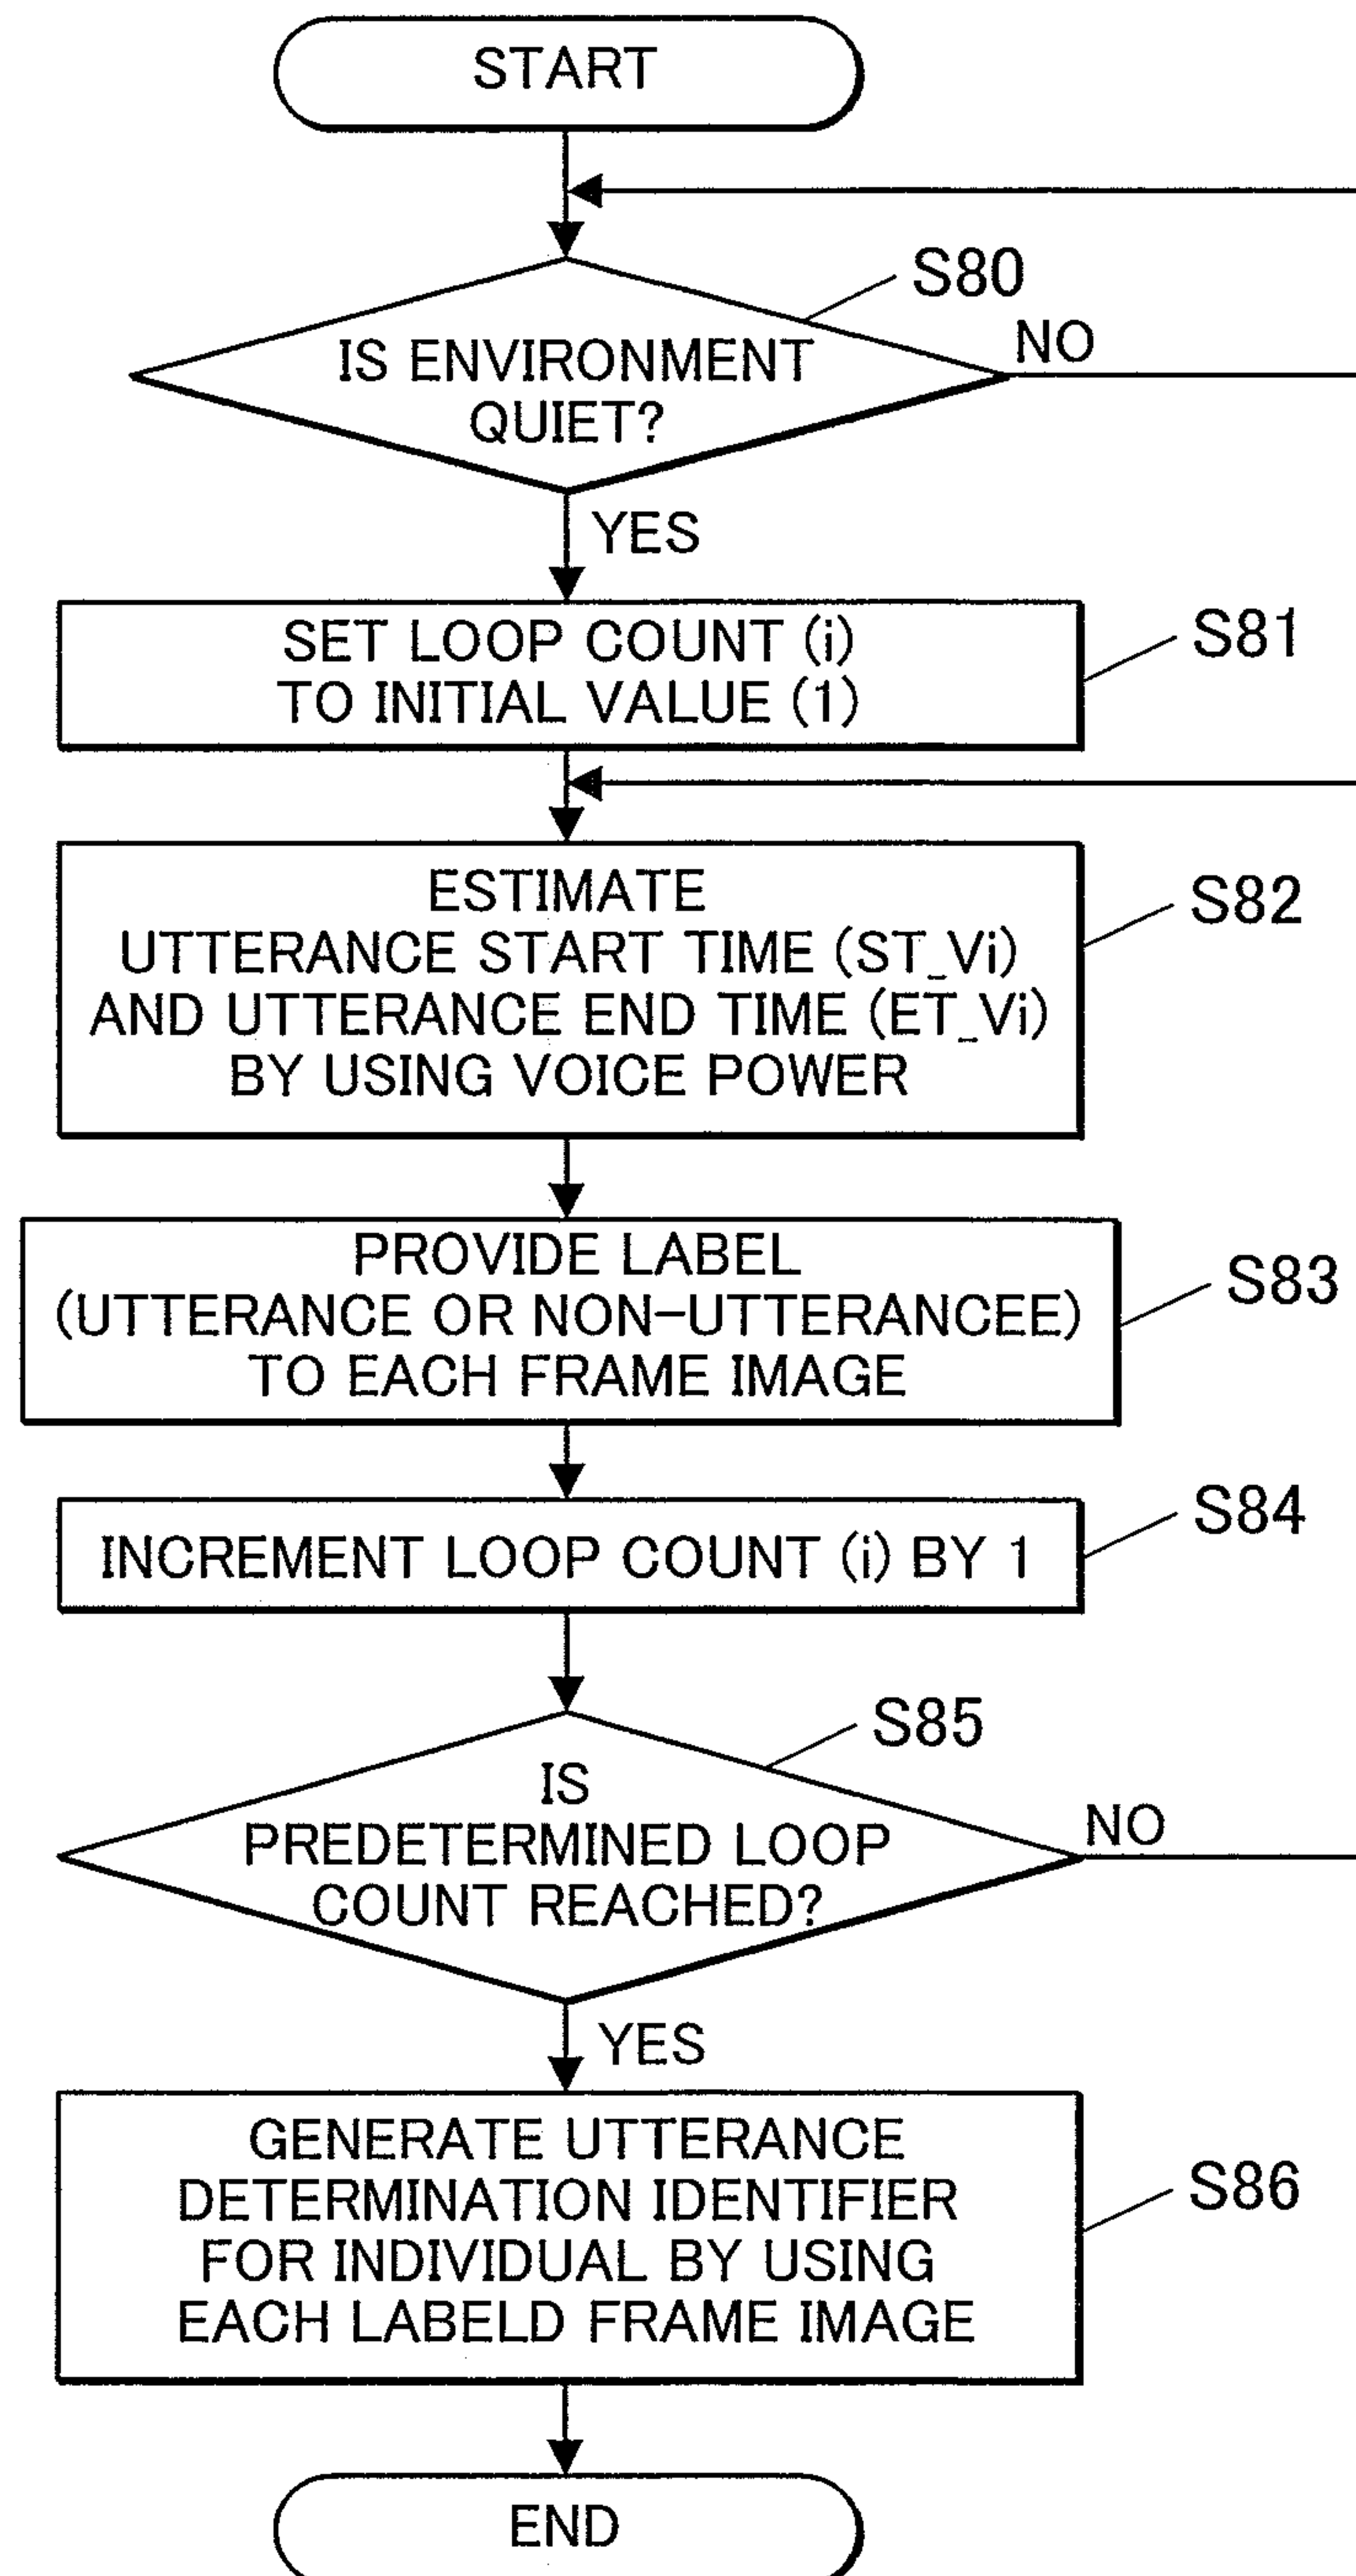 START
S80
IS ENVIRONMENT
QUIET?
NO
YES
SET LOOP COUNT (i)
TO INITIAL VALUE (1)
S81
ESTIMATE
UTTERANCE START TIME (ST_Vi)
AND UTTERANCE END TIME (ET_Vi)
BY USING VOICE POWER
S82
PROVIDE LABEL
(UTTERANCE OR NON-UTTERANCEE)
TO EACH FRAME IMAGE
S83
INCREMENT LOOP COUNT (i) BY 1
S84
S85
IS
PREDETERMINED LOOP
COUNT REACHED?
NO
YES
GENERATE UTTERANCE
DETERMINATION IDENTIFIER
FOR INDIVIDUAL BY USING
EACH LABELD FRAME IMAGE
S86
END